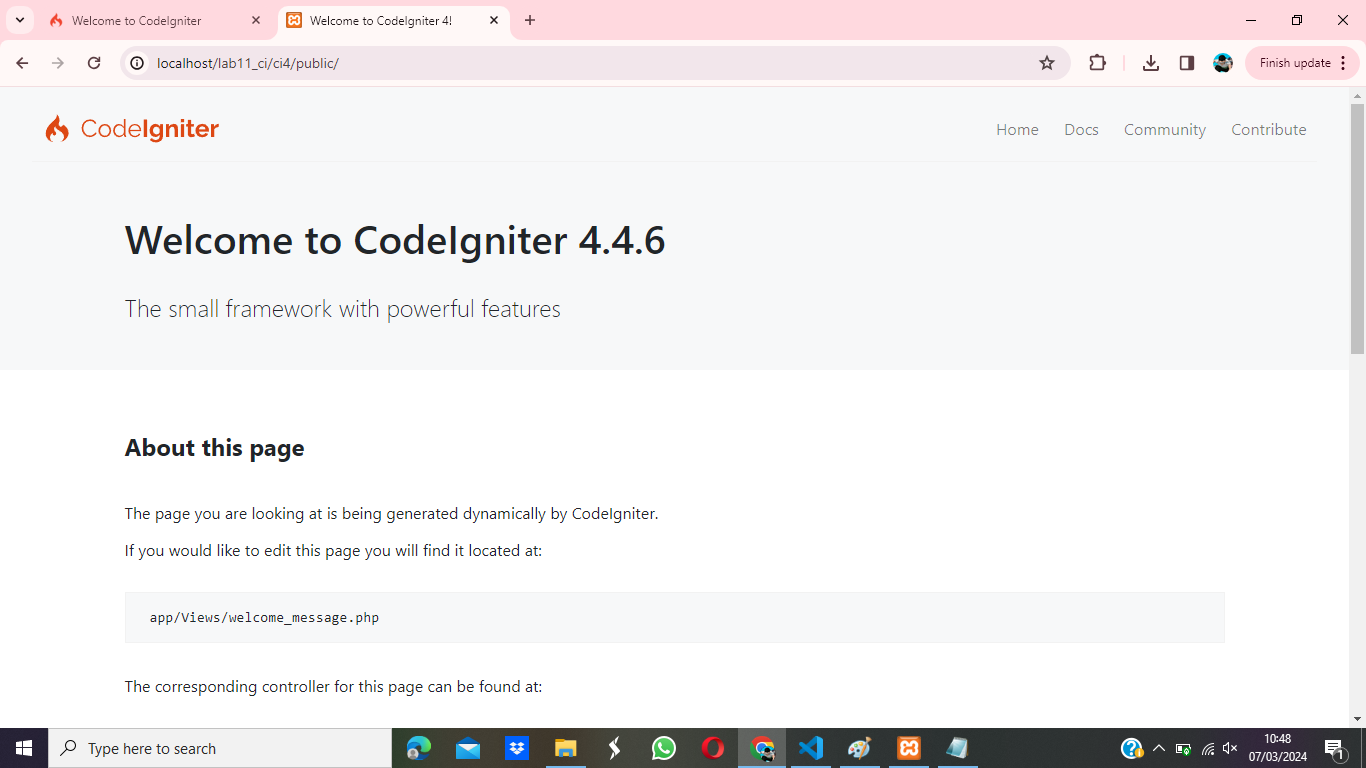 Welcome to CodeIgniter
Welcome to CodeIgniter 4!
localhost/lab11_ci/ci4/public/
Finish update
CodeIgniter
Home Docs Community Contribute
Welcome to CodeIgniter 4.4.6
The small framework with powerful features
About this page
The page you are looking at is being generated dynamically by CodeIgniter.
If you would like to edit this page you will find it located at:
app/Views/welcome_message.php
The corresponding controller for this page can be found at:
Type here to search
10:48
07/03/2024
1